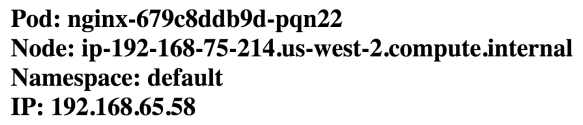 Pod: nginx-679c8ddb9d-pqn22
Node: ip-192-168-75-214.us-west-2.compute.internal
Namespace: default
IP: 192.168.65.58